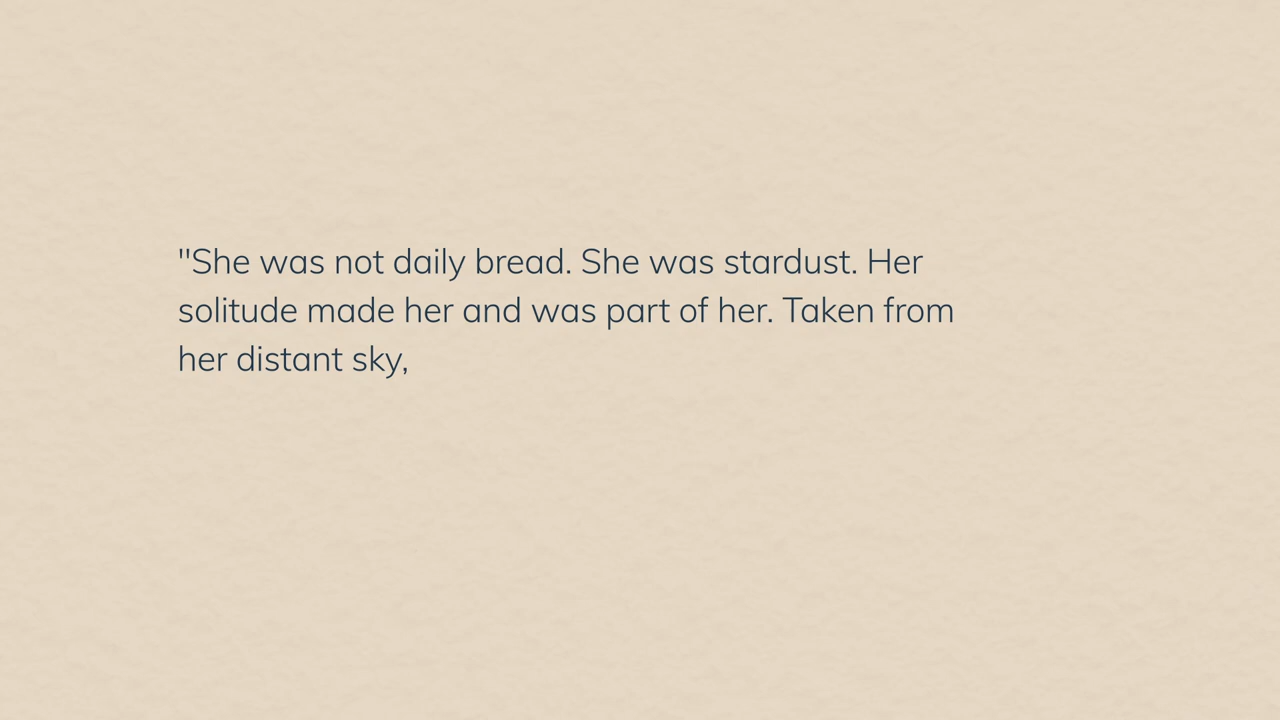 "She was not daily bread. She was stardust. Her
solitude made her and was part of her. Taken from
her distant sky,